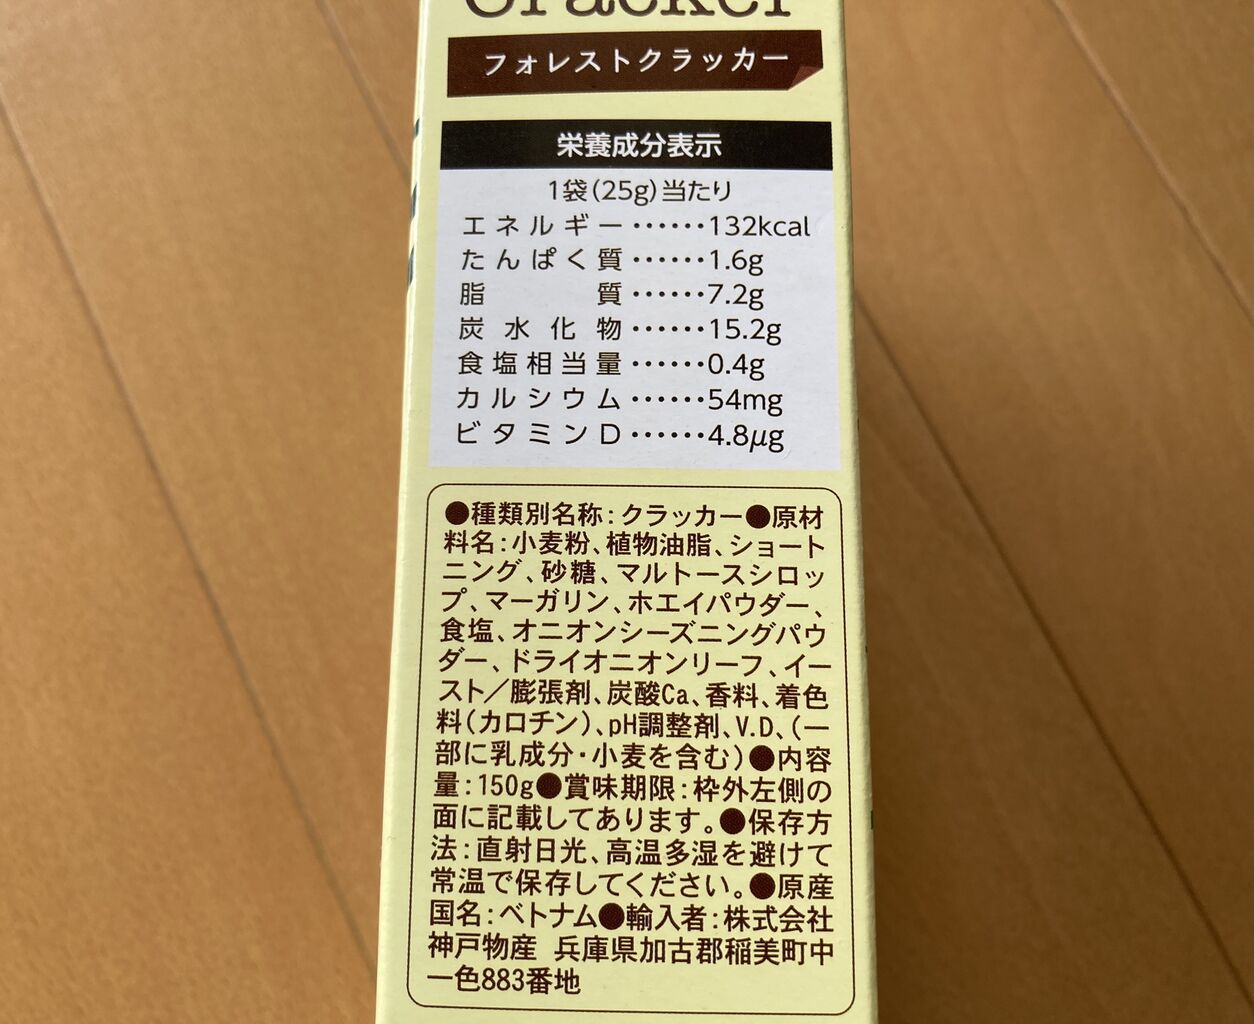 Cracker
フォレストクラッカー
栄養成分表示
1袋(25g)当たり
エネルギー……132kcal
たんぱく質……1.6g
脂質……7.2g
炭水化物……15.2g
食塩相当量……0.4g
カルシウム……54mg
ビタミンD……4.8μg
●種類別名称:クラッカー●原材
料名:小麦粉、植物油脂、ショート
ニング、砂糖、マルトースシロッ
プ、マーガリン、ホエイパウダー、
食塩、オニオンシーズニングパウ
ダー、ドライオニオンリーフ、イー
スト/膨張剤、炭酸Ca、香料、着色
料(カロチン)、pH調整剤、V.D、(一
部に乳成分・小麦を含む)●内容
量:150g●賞味期限:枠外左側の
面に記載してあります。●保存方
法:直射日光、高温多湿を避けて
常温で保存してください。●原産
国名:ベトナム●輸入者:株式会社
神戸物産 兵庫県加古郡稲美町中
一色883番地